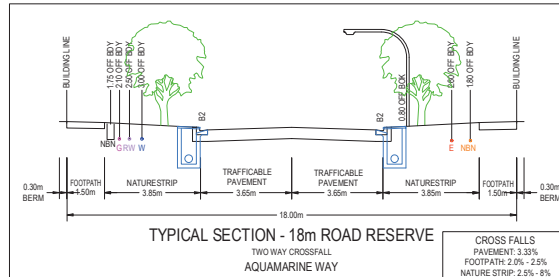 BUILDING LINE
1.75 OFF BDY
2.10 OFF BDY
2.50 OFF BDY
3.00 OFF BDY
B2
0.80 OFF BOK
B2
2.60 OFF BDY
1.80 OFF BDY
BUILDING LINE
NBN
G
RW
W
E
NBN
0.30m
BERM
FOOTPATH
1.50m
NATURESTRIP
3.85m
TRAFFICABLE
PAVEMENT
3.65m
TRAFFICABLE
PAVEMENT
3.65m
NATURESTRIP
3.85m
FOOTPATH
1.50m
0.30m
BERM
18.00m
TYPICAL SECTION - 18m ROAD RESERVE
TWO WAY CROSSFALL
AQUAMARINE WAY
CROSS FALLS
PAVEMENT: 3.33%
FOOTPATH: 2.0% - 2.5%
NATURE STRIP: 2.5% - 8%